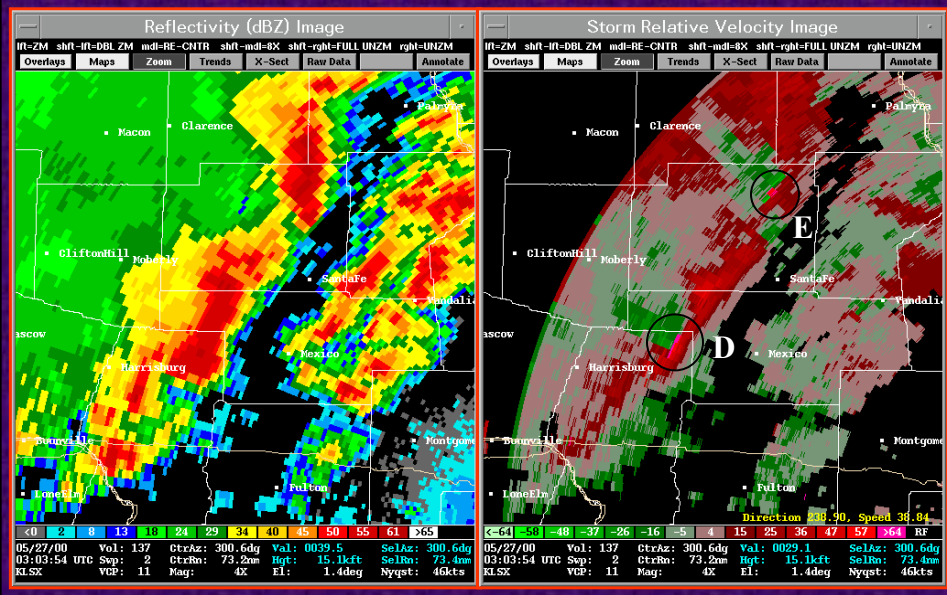 Reflectivity (dBZ) Image
lft=ZM shft-lft=DBL ZM mdl=RE-CNTR shft-mdl=8X shft-rght=FULL UNZM rght=UNZM
Overlays Maps Zoom Trends X-Sect Raw Data Annotate
Palmyra
Macon
Clarence
CliftonHill
Moberly
SantaFe
Vandalia
ascow
Mexico
Harrisburg
Boonville
Montgome
LoneElm
Fulton
<0 2 8 13 18 24 29 34 40 45 50 55 61 >65
05/27/00 Vol: 137 CtrAz: 300.6dg Val: 0039.5 SelAz: 300.6dg
03:03:54 UTC Swp: 2 CtrRn: 73.2nm Hgt: 15.1kft SelRn: 73.4nm
KLSX VCP: 11 Mag: 4X El: 1.4deg Nyqst: 46kts
Storm Relative Velocity Image
lft=ZM shft-lft=DBL ZM mdl=RE-CNTR shft-mdl=8X shft-rght=FULL UNZM rght=UNZM
Overlays Maps Zoom Trends X-Sect Raw Data Annotate
Palmyra
Macon
Clarence
E
CliftonHill
Moberly
SantaFe
Vandali
ascow
D
Mexico
Harrisburg
Boonville
Montgome
LoneElm
Fulton
Direction 238.90, Speed 38.84
<-64 -58 -48 -37 -26 -16 -5 4 15 25 36 47 57 >64 RF
05/27/00 Vol: 137 CtrAz: 300.6dg Val: 0029.1 SelAz: 300.6dg
03:03:54 UTC Swp: 2 CtrRn: 73.2nm Hgt: 15.1kft SelRn: 73.4nm
KLSX VCP: 11 Mag: 4X El: 1.4deg Nyqst: 46kts